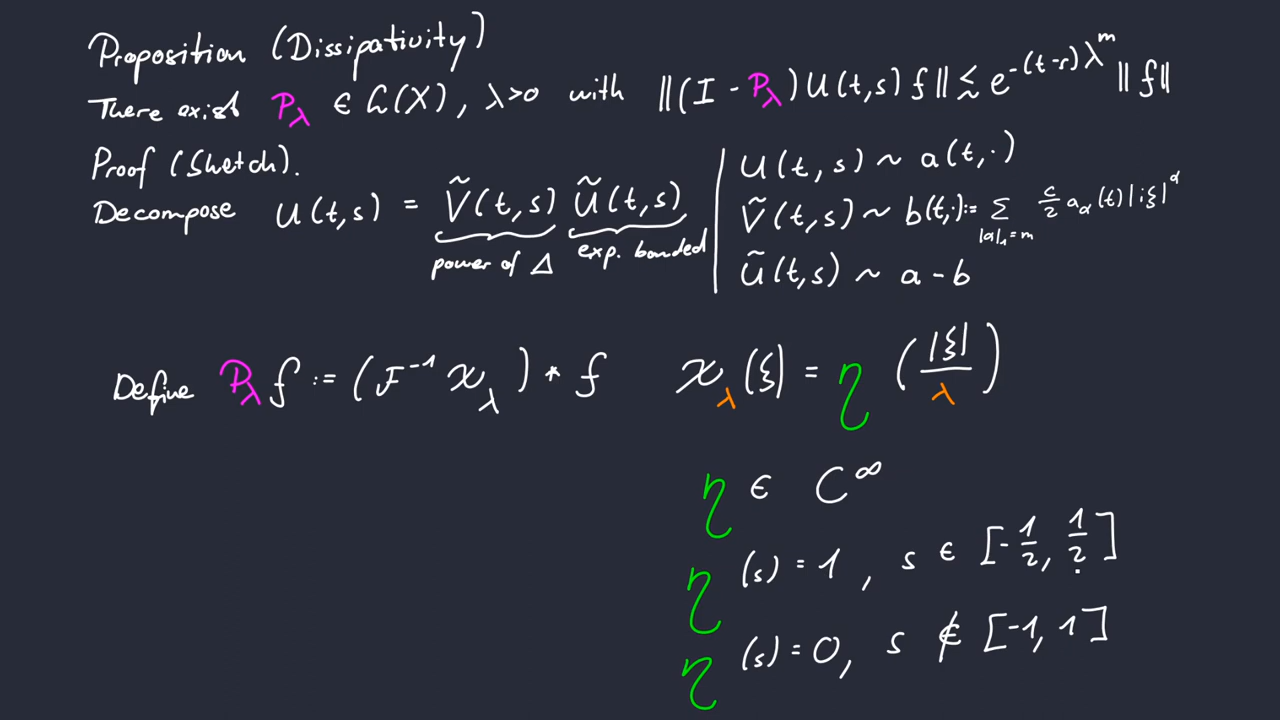 Proposition (Dissipativity)
There exist P_λ ∈ L(X), λ>0 with ||(I - P_λ) U(t,s) f || ≲ e^{-(t-s) λ^m} || f ||
Proof (Sketch).
Decompose U(t,s) = Ṽ(t,s) Ũ(t,s)
power of Δ exp. bounded
U(t,s) ~ a(t,·)
Ṽ(t,s) ~ b(t,·) := Σ_{|α|_1=m} c/2 a_α(t) |iξ|^α
Ũ(t,s) ~ a - b
Define P_λ f := (F^{-1} χ_λ) * f χ_λ(ξ) = η (|ξ|/λ)
η ∈ C^∞
η(s) = 1, s ∈ [-1/2, 1/2]
η(s) = 0, s ∉ [-1, 1]